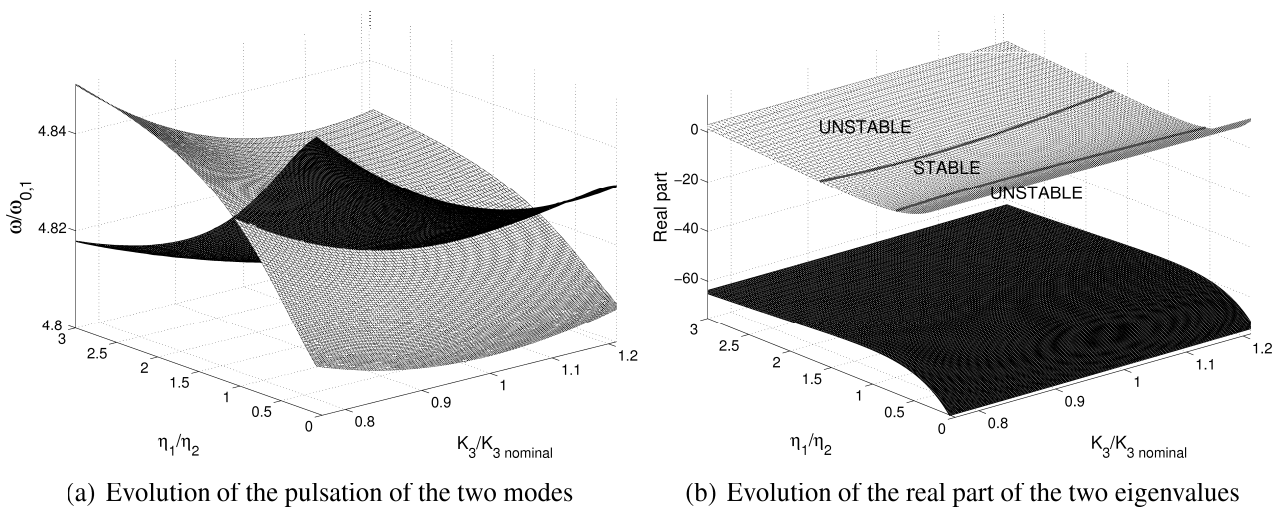 4.84
4.82
4.8
ω/ω0,1
3
2.5
2
1.5
1
0.5
0
η1/η2
0.8
0.9
1
1.1
1.2
K3/K3 nominal
(a) Evolution of the pulsation of the two modes
0
−20
−40
−60
Real part
UNSTABLE
STABLE
UNSTABLE
3
2.5
2
1.5
1
0.5
0
η1/η2
0.8
0.9
1
1.1
1.2
K3/K3 nominal
(b) Evolution of the real part of the two eigenvalues